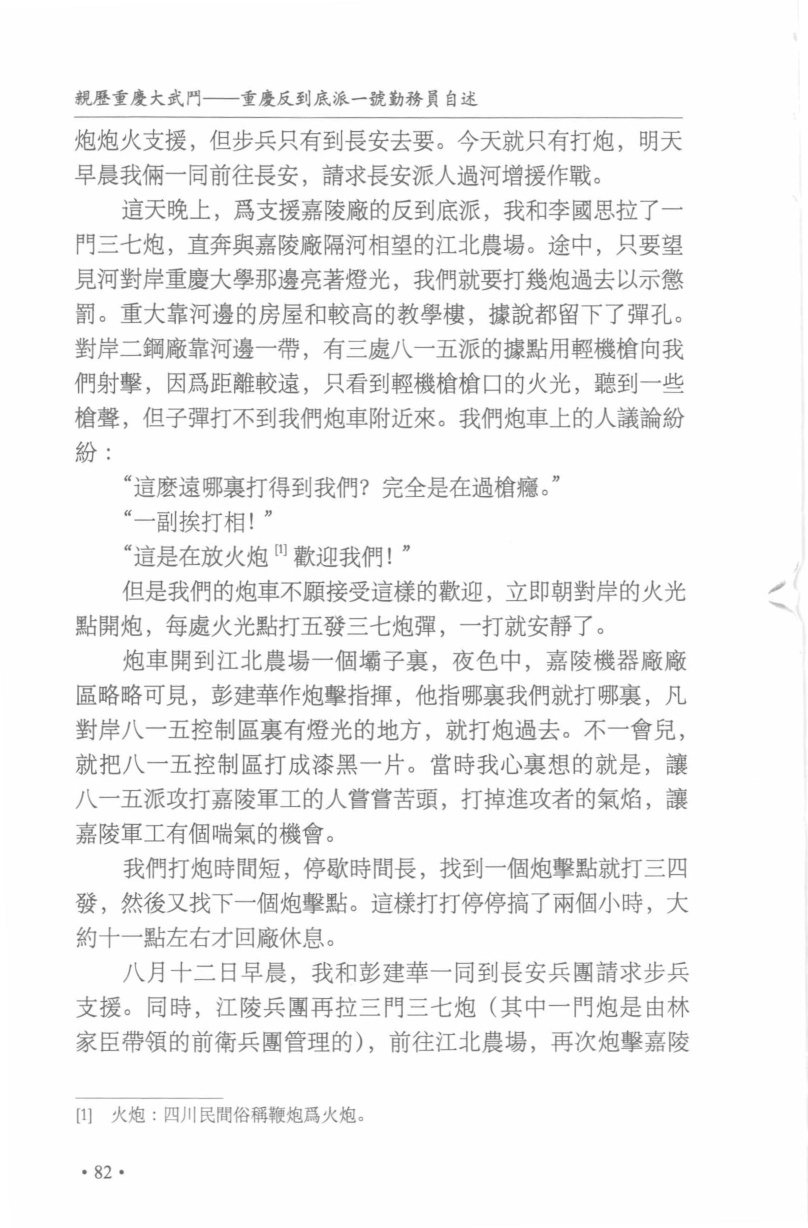 親歷重慶大武鬥——重慶反到底派一號勤務員自述
炮炮火支援，但步兵只有到長安去要。今天就只有打炮，明天
早晨我倆一同前往長安，請求長安派人過河增援作戰。
這天晚上，爲支援嘉陵廠的反到底派，我和李國思拉了一
門三七炮，直奔與嘉陵廠隔河相望的江北農場。途中，只要望
見河對岸重慶大學那邊亮著燈光，我們就要打幾炮過去以示懲
罰。重大靠河邊的房屋和較高的教學樓，據說都留下了彈孔。
對岸二鋼廠靠河邊一帶，有三處八一五派的據點用輕機槍向我
們射擊，因爲距離較遠，只看到輕機槍槍口的火光，聽到一些
槍聲，但子彈打不到我們炮車附近來。我們炮車上的人議論紛
紛：
“這麽遠哪裏打得到我們？完全是在過槍癮。”
“一副挨打相！”
“這是在放火炮[1]歡迎我們！”
但是我們的炮車不願接受這樣的歡迎，立即朝對岸的火光
點開炮，每處火光點打五發三七炮彈，一打就安靜了。
炮車開到江北農場一個壩子裏，夜色中，嘉陵機器廠廠
區略略可見，彭建華作炮擊指揮，他指哪裏我們就打哪裏，凡
對岸八一五控制區裏有燈光的地方，就打炮過去。不一會兒，
就把八一五控制區打成漆黑一片。當時我心裏想的就是，讓
八一五派攻打嘉陵軍工的人嘗嘗苦頭，打掉進攻者的氣焰，讓
嘉陵軍工有個喘氣的機會。
我們打炮時間短，停歇時間長，找到一個炮擊點就打三四
發，然後又找下一個炮擊點。這樣打打停停搞了兩個小時，大
約十一點左右才回廠休息。
八月十二日早晨，我和彭建華一同到長安兵團請求步兵
支援。同時，江陵兵團再拉三門三七炮（其中一門炮是由林
家臣帶領的前衛兵團管理的），前往江北農場，再次炮擊嘉陵
[1] 火炮：四川民間俗稱鞭炮爲火炮。
·82·